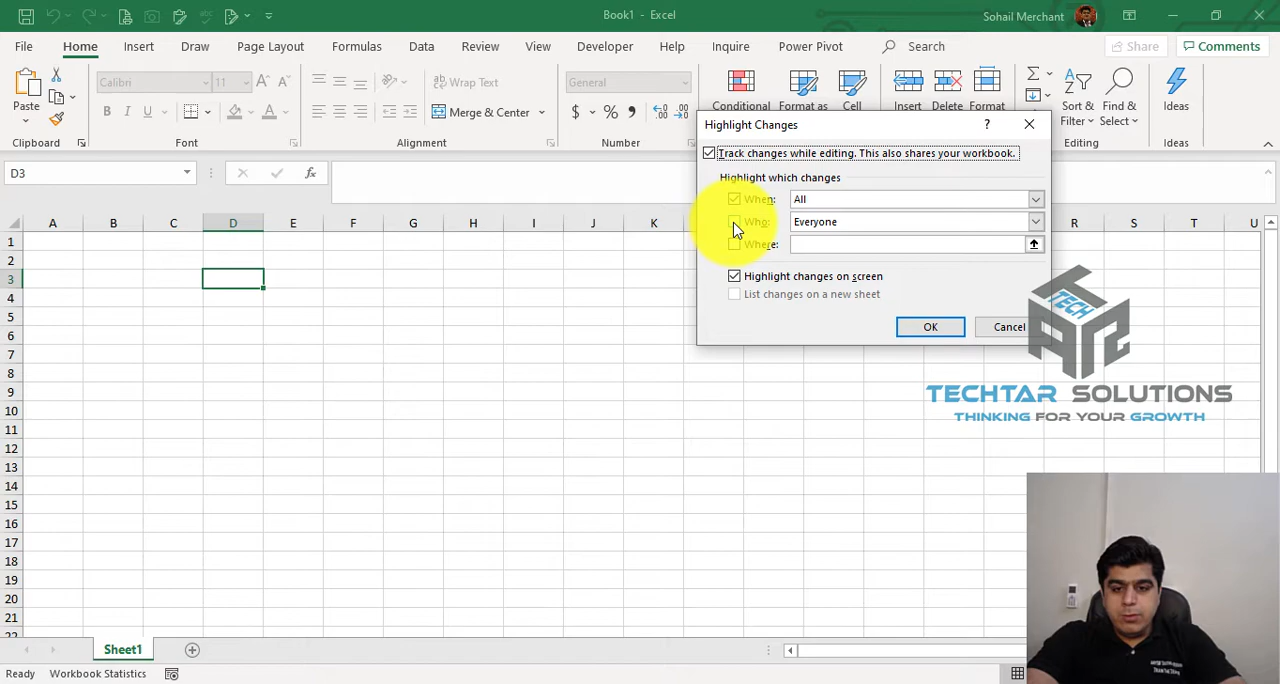 Book1 - Excel
Sohail Merchant
File Home Insert Draw Page Layout Formulas Data Review View Developer Help Inquire Power Pivot Search Share Comments
Paste
Calibri 11
Wrap Text
General
B I U
Merge & Center
$ % 9
Conditional Format as Cell
Insert Delete Format
Sort & Filter
Find & Select
Ideas
Clipboard Font Alignment Number Editing Ideas
Highlight Changes
? 
Track changes while editing. This also shares your workbook.
Highlight which changes
When: All
Who: Everyone
Where:
Highlight changes on screen
List changes on a new sheet
OK Cancel
D3
fx
A B C D E F G H I J K R S T U
1
2
3
4
5
6
7
8
9
10
11
12
13
14
15
16
17
18
19
20
21
22
TECH
TAR
TECHTAR SOLUTIONS
THINKING FOR YOUR GROWTH
Sheet1
Ready Workbook Statistics